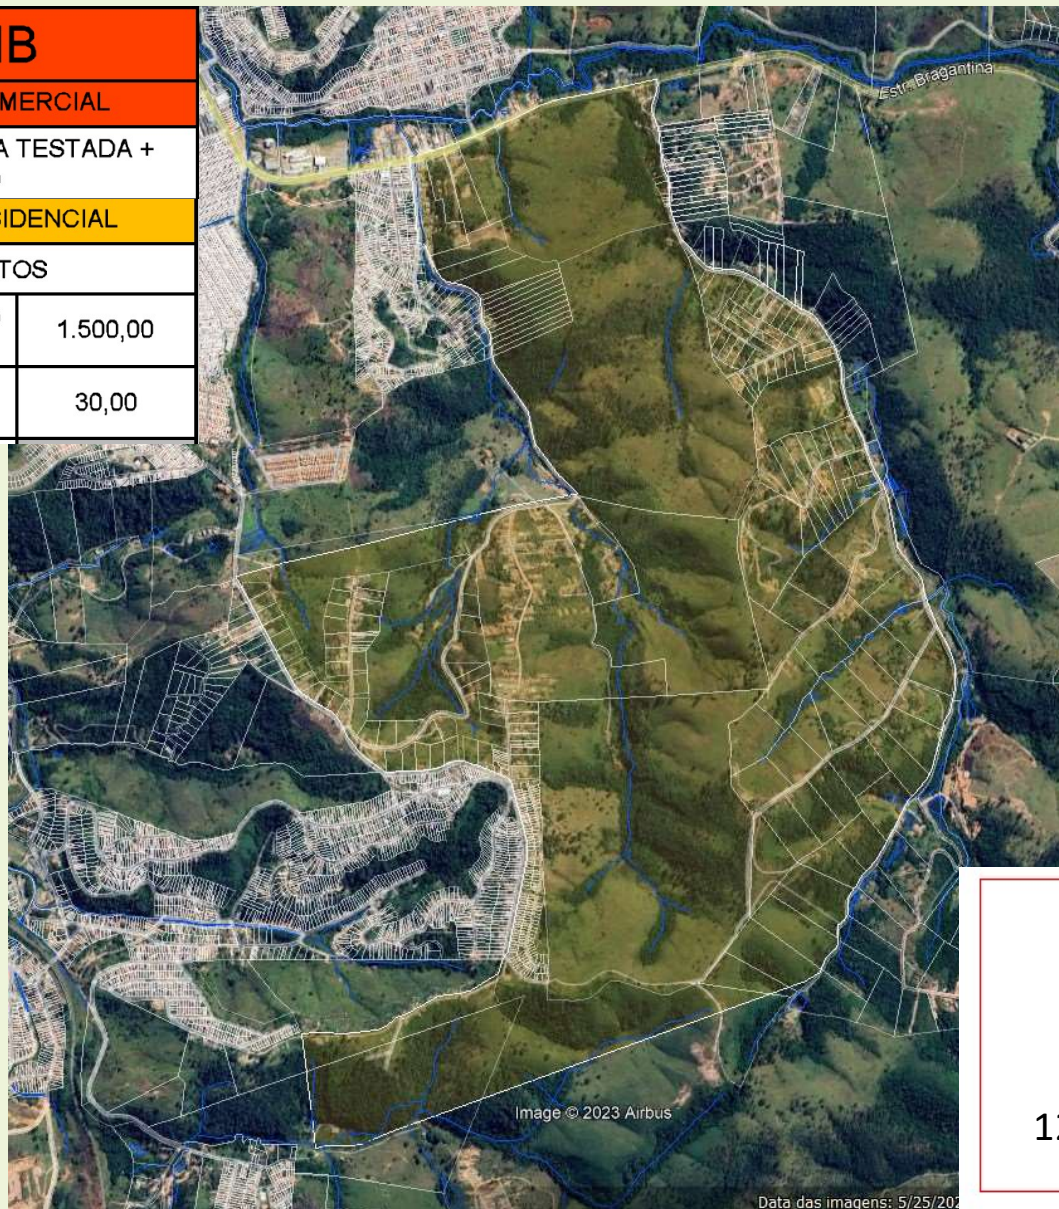 IB
MERCIAL
A TESTADA +
SIDENCIAL
TOS
1.500,00
30,00
Estr. Bragantina
Image © 2023 Airbus
Data das imagens: 5/25/202
12